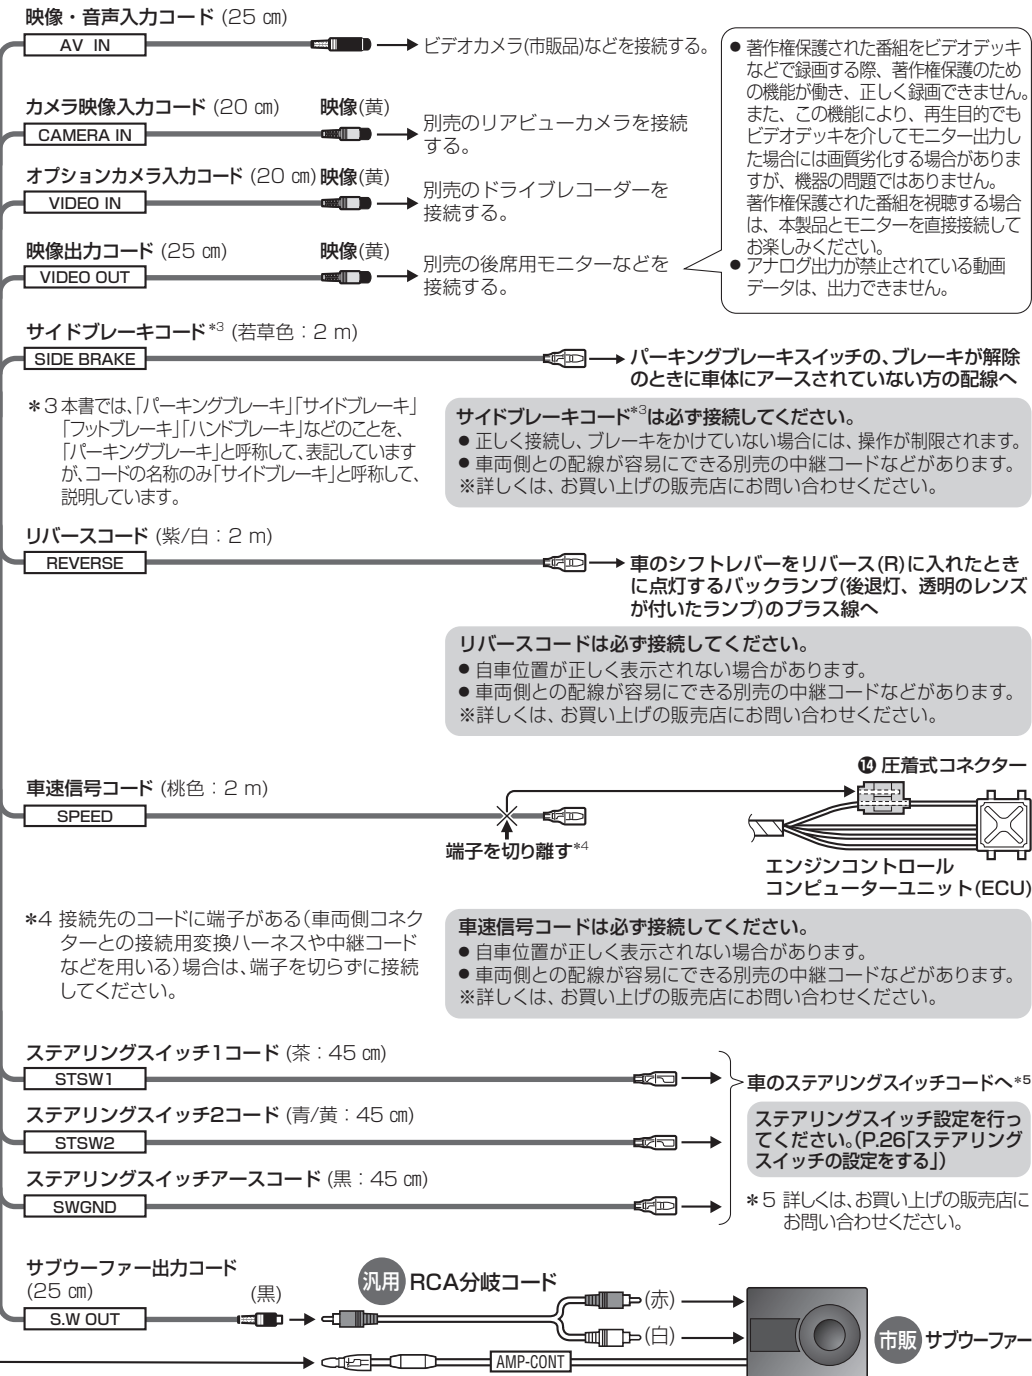 映像・音声入力コード (25 ㎝)
AV IN
ビデオカメラ(市販品)などを接続する。
● 著作権保護された番組をビデオデッキ
などで録画する際、著作権保護のため
の機能が働き、正しく録画できません。
また、この機能により、再生目的でも
ビデオデッキを介してモニター出力し
た場合には画質劣化する場合がありま
すが、機器の問題ではありません。
著作権保護された番組を視聴する場合
は、本製品とモニターを直接接続して
お楽しみください。
● アナログ出力が禁止されている動画
データは、出力できません。
カメラ映像入力コード (20 ㎝) 映像(黄)
CAMERA IN
別売のリアビューカメラを接続
する。
オプションカメラ入力コード (20 ㎝) 映像(黄)
VIDEO IN
別売のドライブレコーダーを
接続する。
映像出力コード (25 ㎝) 映像(黄)
VIDEO OUT
別売の後席用モニターなどを
接続する。
サイドブレーキコード*3 (若草色：2 m)
SIDE BRAKE
パーキングブレーキスイッチの、ブレーキが解除
のときに車体にアースされていない方の配線へ
*3 本書では、「パーキングブレーキ」「サイドブレーキ」
「フットブレーキ」「ハンドブレーキ」などのことを、
「パーキングブレーキ」と呼称して、表記しています
が、コードの名称のみ「サイドブレーキ」と呼称して、
説明しています。
サイドブレーキコード*3は必ず接続してください。
● 正しく接続し、ブレーキをかけていない場合には、操作が制限されます。
● 車両側との配線が容易にできる別売の中継コードなどがあります。
※詳しくは、お買い上げの販売店にお問い合わせください。
リバースコード (紫/白：2 m)
REVERSE
車のシフトレバーをリバース(R)に入れたとき
に点灯するバックランプ(後退灯、透明のレンズ
が付いたランプ)のプラス線へ
リバースコードは必ず接続してください。
● 自車位置が正しく表示されない場合があります。
● 車両側との配線が容易にできる別売の中継コードなどがあります。
※詳しくは、お買い上げの販売店にお問い合わせください。
⓮ 圧着式コネクター
車速信号コード (桃色：2 m)
SPEED
端子を切り離す*4
エンジンコントロール
コンピューターユニット(ECU)
*4 接続先のコードに端子がある(車両側コネク
ターとの接続用変換ハーネスや中継コード
などを用いる)場合は、端子を切らずに接続
してください。
車速信号コードは必ず接続してください。
● 自車位置が正しく表示されない場合があります。
● 車両側との配線が容易にできる別売の中継コードなどがあります。
※詳しくは、お買い上げの販売店にお問い合わせください。
ステアリングスイッチ1コード (茶：45 ㎝)
STSW1
ステアリングスイッチ2コード (青/黄：45 ㎝)
STSW2
ステアリングスイッチアースコード (黒：45 ㎝)
SWGND
車のステアリングスイッチコードへ*5
ステアリングスイッチ設定を行っ
てください。(P.26「ステアリング
スイッチの設定をする」)
*5 詳しくは、お買い上げの販売店に
お問い合わせください。
サブウーファー出力コード
(25 ㎝)
(黒)
S.W OUT
汎用 RCA分岐コード
(赤)
(白)
市販 サブウーファー
AMP-CONT